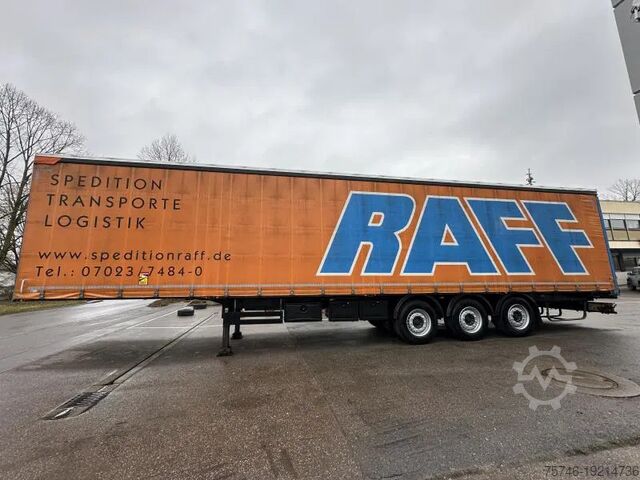 SPEDITION
TRANSPORTE
LOGISTIK
www.speditionraff.de
Tel.: 07023/7484-0
RAFF
75746-19214736